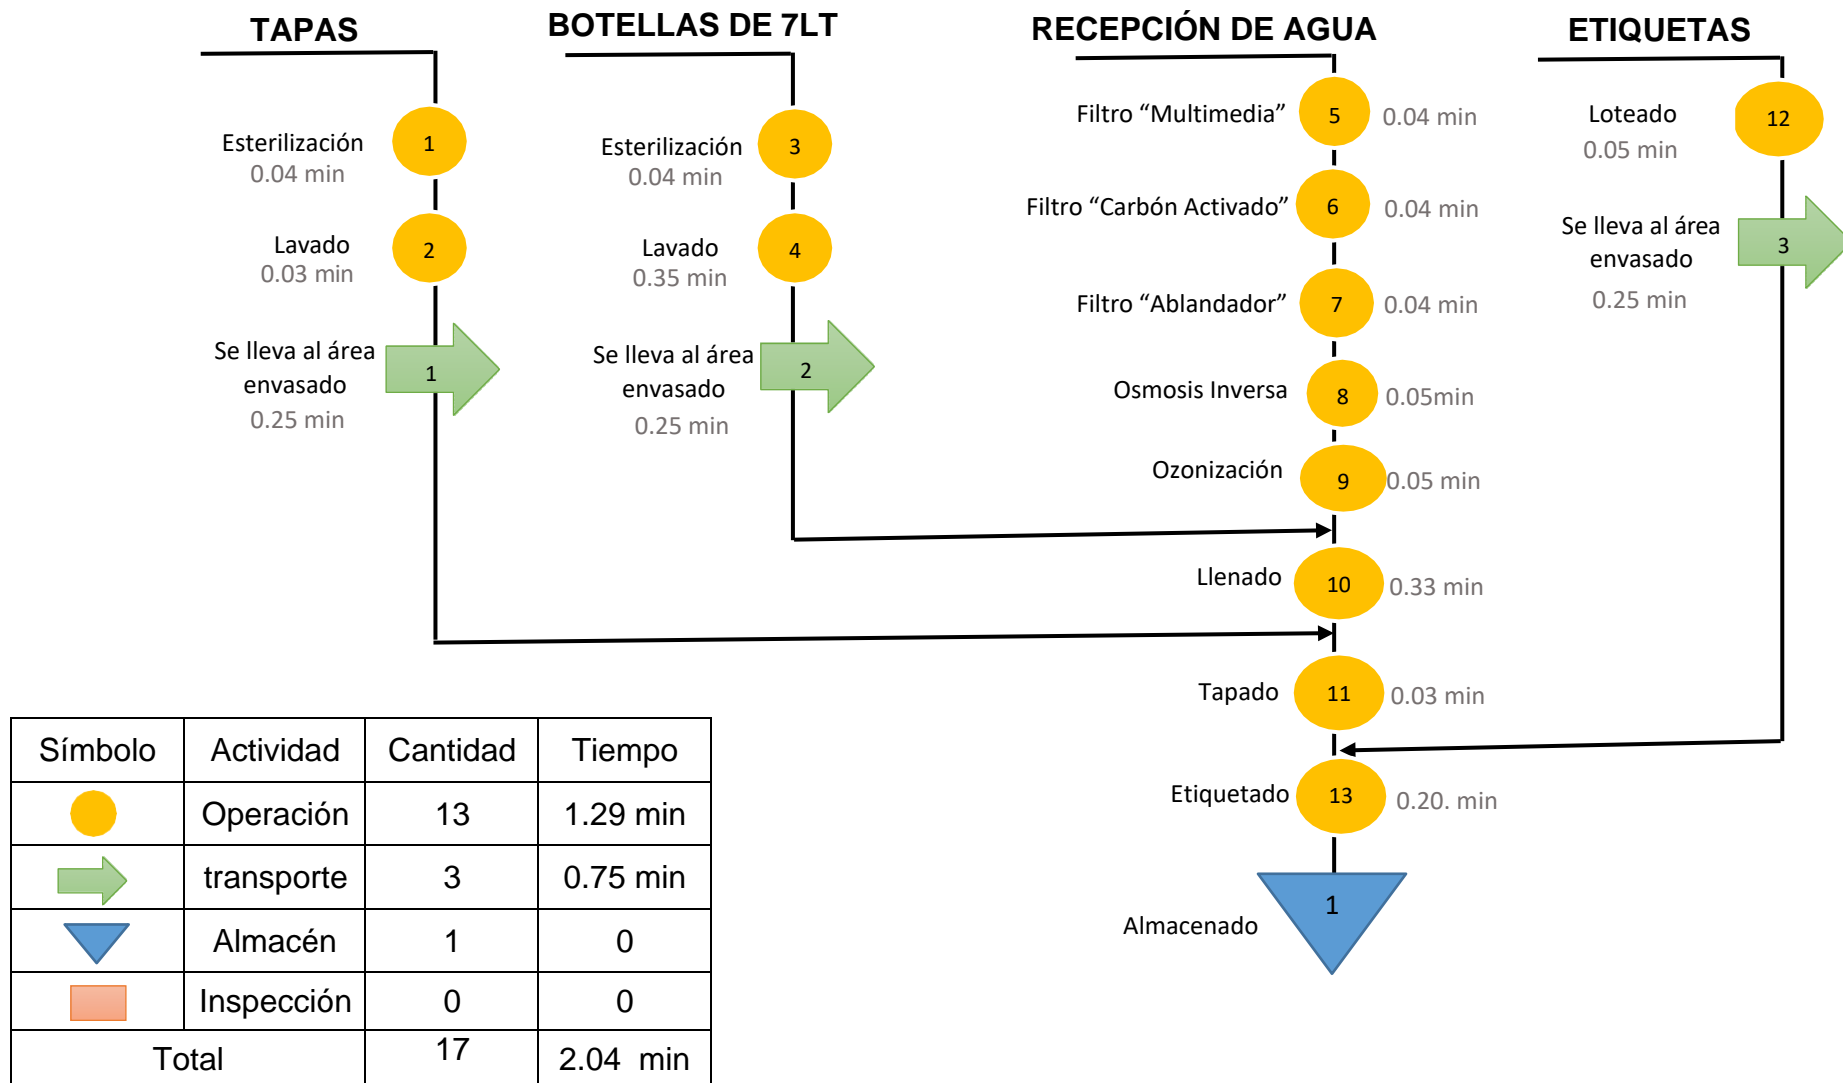 TAPAS
BOTELLAS DE 7LT
RECEPCIÓN DE AGUA
ETIQUETAS
Esterilización
0.04 min
1
Lavado
0.03 min
2
Se lleva al área
envasado
0.25 min
1
Esterilización
0.04 min
3
Lavado
0.35 min
4
Se lleva al área
envasado
0.25 min
2
Filtro “Multimedia”
5
0.04 min
Filtro “Carbón Activado”
6
0.04 min
Filtro “Ablandador”
7
0.04 min
Osmosis Inversa
8
0.05min
Ozonización
9
0.05 min
Llenado
10
0.33 min
Tapado
11
0.03 min
Etiquetado
13
0.20. min
Almacenado
1
Loteado
0.05 min
12
Se lleva al área
envasado
0.25 min
3
Símbolo Actividad Cantidad Tiempo
Operación 13 1.29 min
transporte 3 0.75 min
Almacén 1 0
Inspección 0 0
Total 17 2.04 min